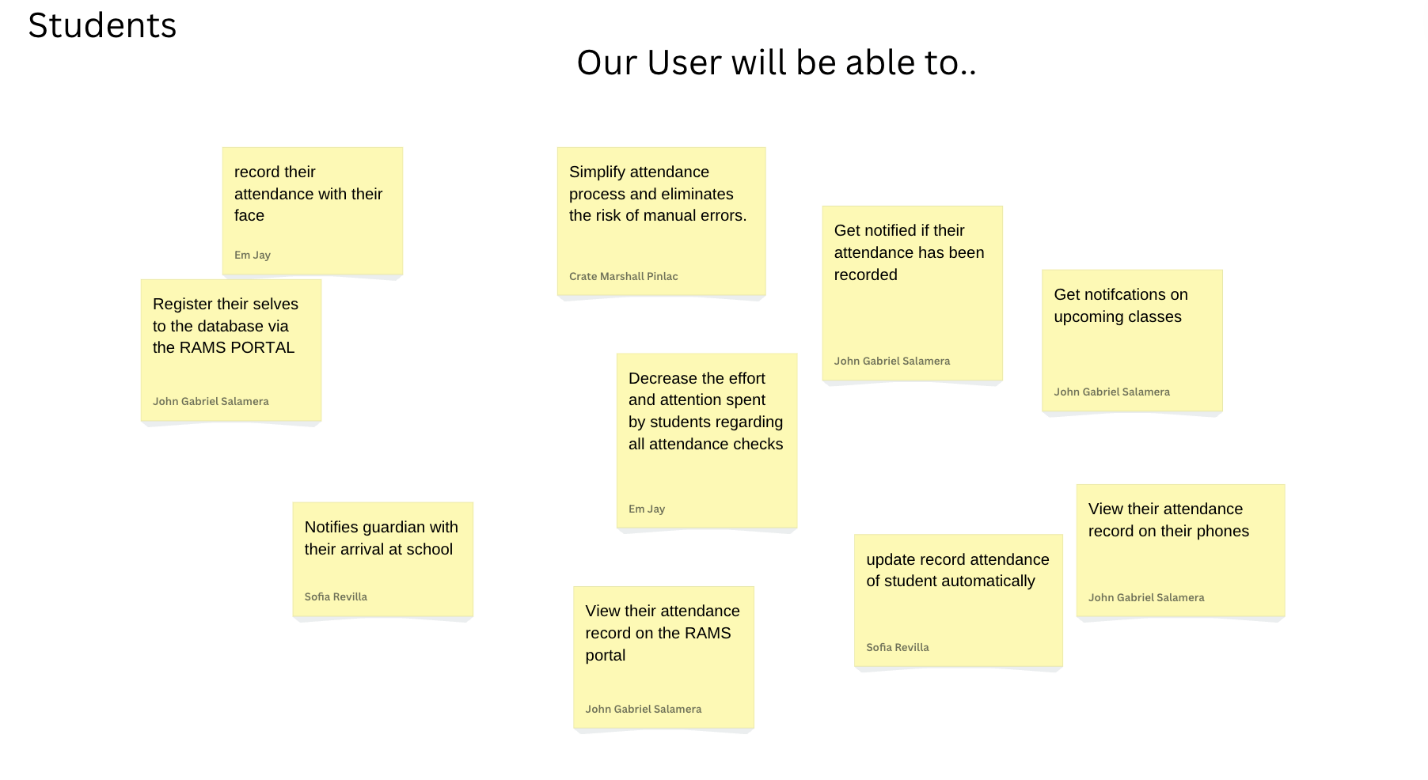 Students
Our User will be able to..
record their
attendance with their
face
Em Jay
Simplify attendance
process and eliminates
the risk of manual errors.
Crate Marshall Pinlac
Get notified if their
attendance has been
recorded
John Gabriel Salamera
Get notifcations on
upcoming classes
John Gabriel Salamera
Register their selves
to the database via
the RAMS PORTAL
John Gabriel Salamera
Decrease the effort
and attention spent
by students regarding
all attendance checks
Em Jay
Notifies guardian with
their arrival at school
Sofia Revilla
View their attendance
record on the RAMS
portal
John Gabriel Salamera
update record attendance
of student automatically
Sofia Revilla
View their attendance
record on their phones
John Gabriel Salamera